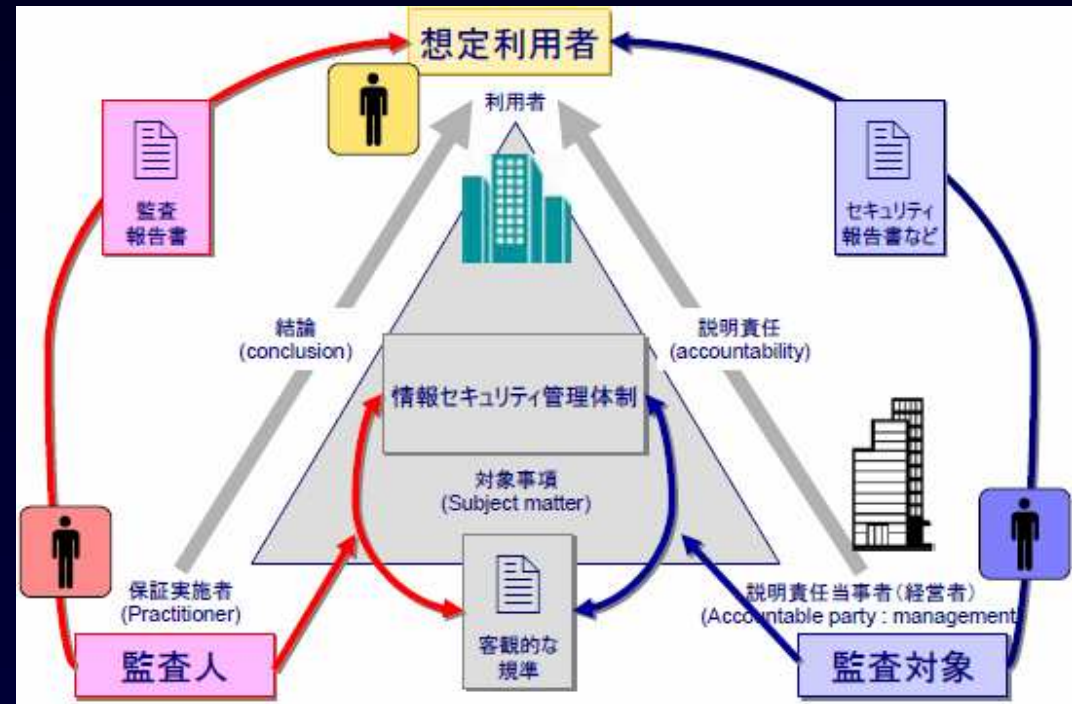 想定利用者
利用者
監査
報告書
セキュリティ
報告書など
結論
(conclusion)
説明責任
(accountability)
情報セキュリティ管理体制
対象事項
(Subject matter)
保証実施者
(Practitioner)
説明責任当事者(経営者)
(Accountable party : management)
客観的な
規準
監査人
監査対象